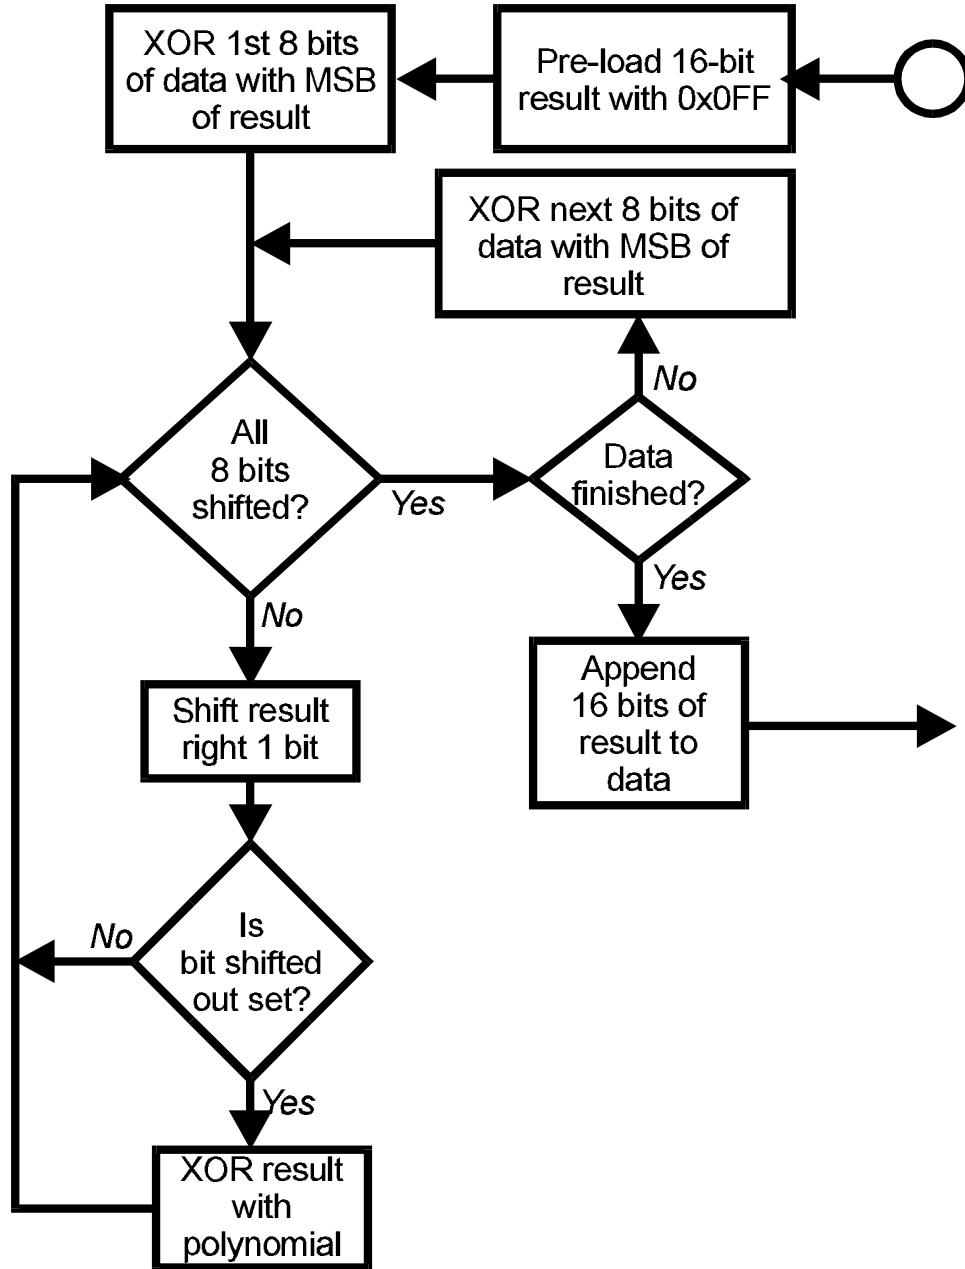 XOR 1st 8 bits
of data with MSB
of result
Pre-load 16-bit
result with 0x0FF
XOR next 8 bits of
data with MSB of
result
No
All
8 bits
shifted?
Yes
Data
finished?
Yes
No
Append
16 bits of
result to
data
Shift result
right 1 bit
No
Is
bit shifted
out set?
Yes
XOR result
with
polynomial